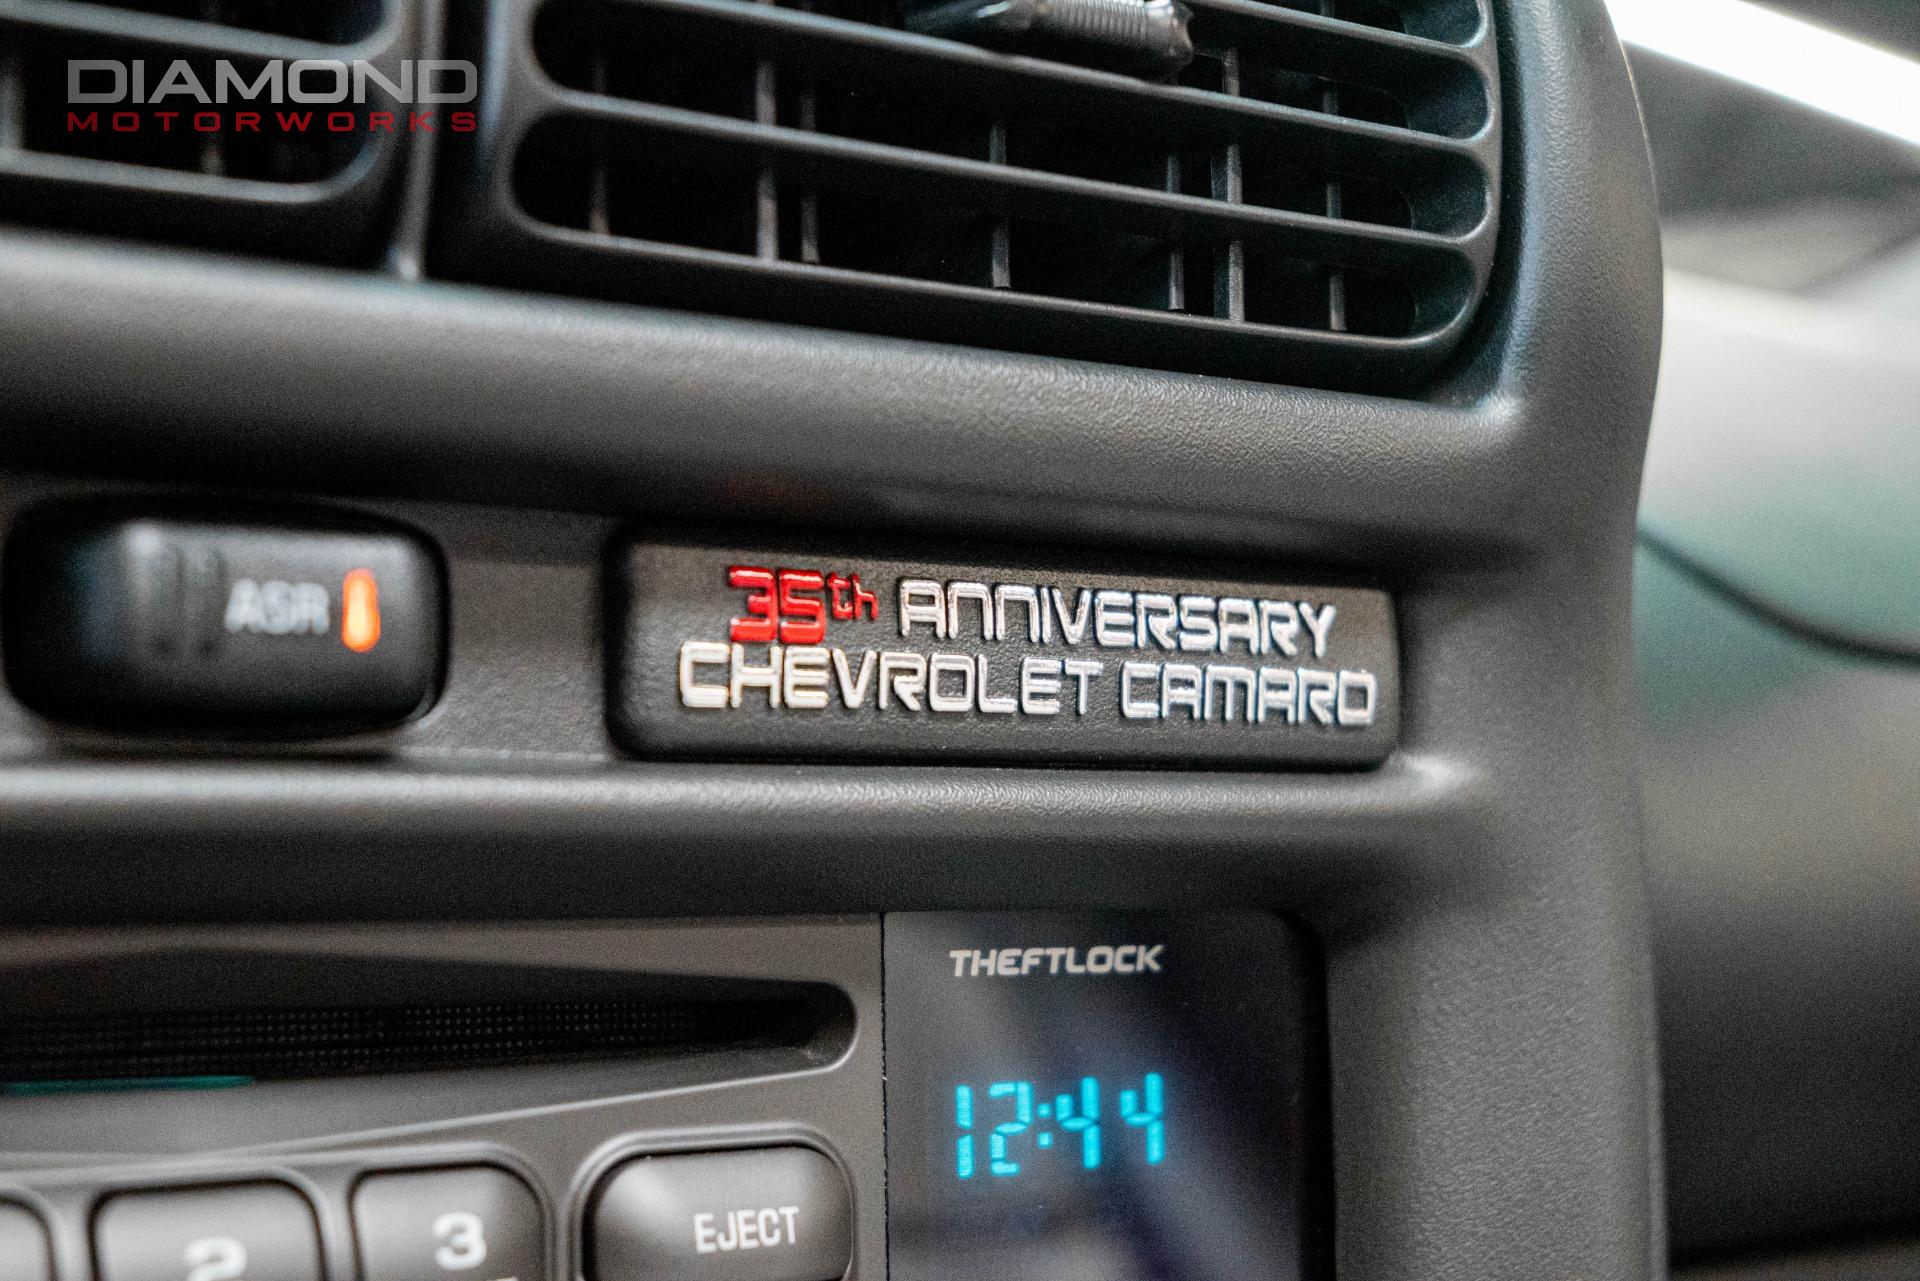 DIAMOND
MOTORWORKS
ASR
35th ANNIVERSARY
CHEVROLET CAMARO
THEFTLOCK
12:44
2
3
EJECT